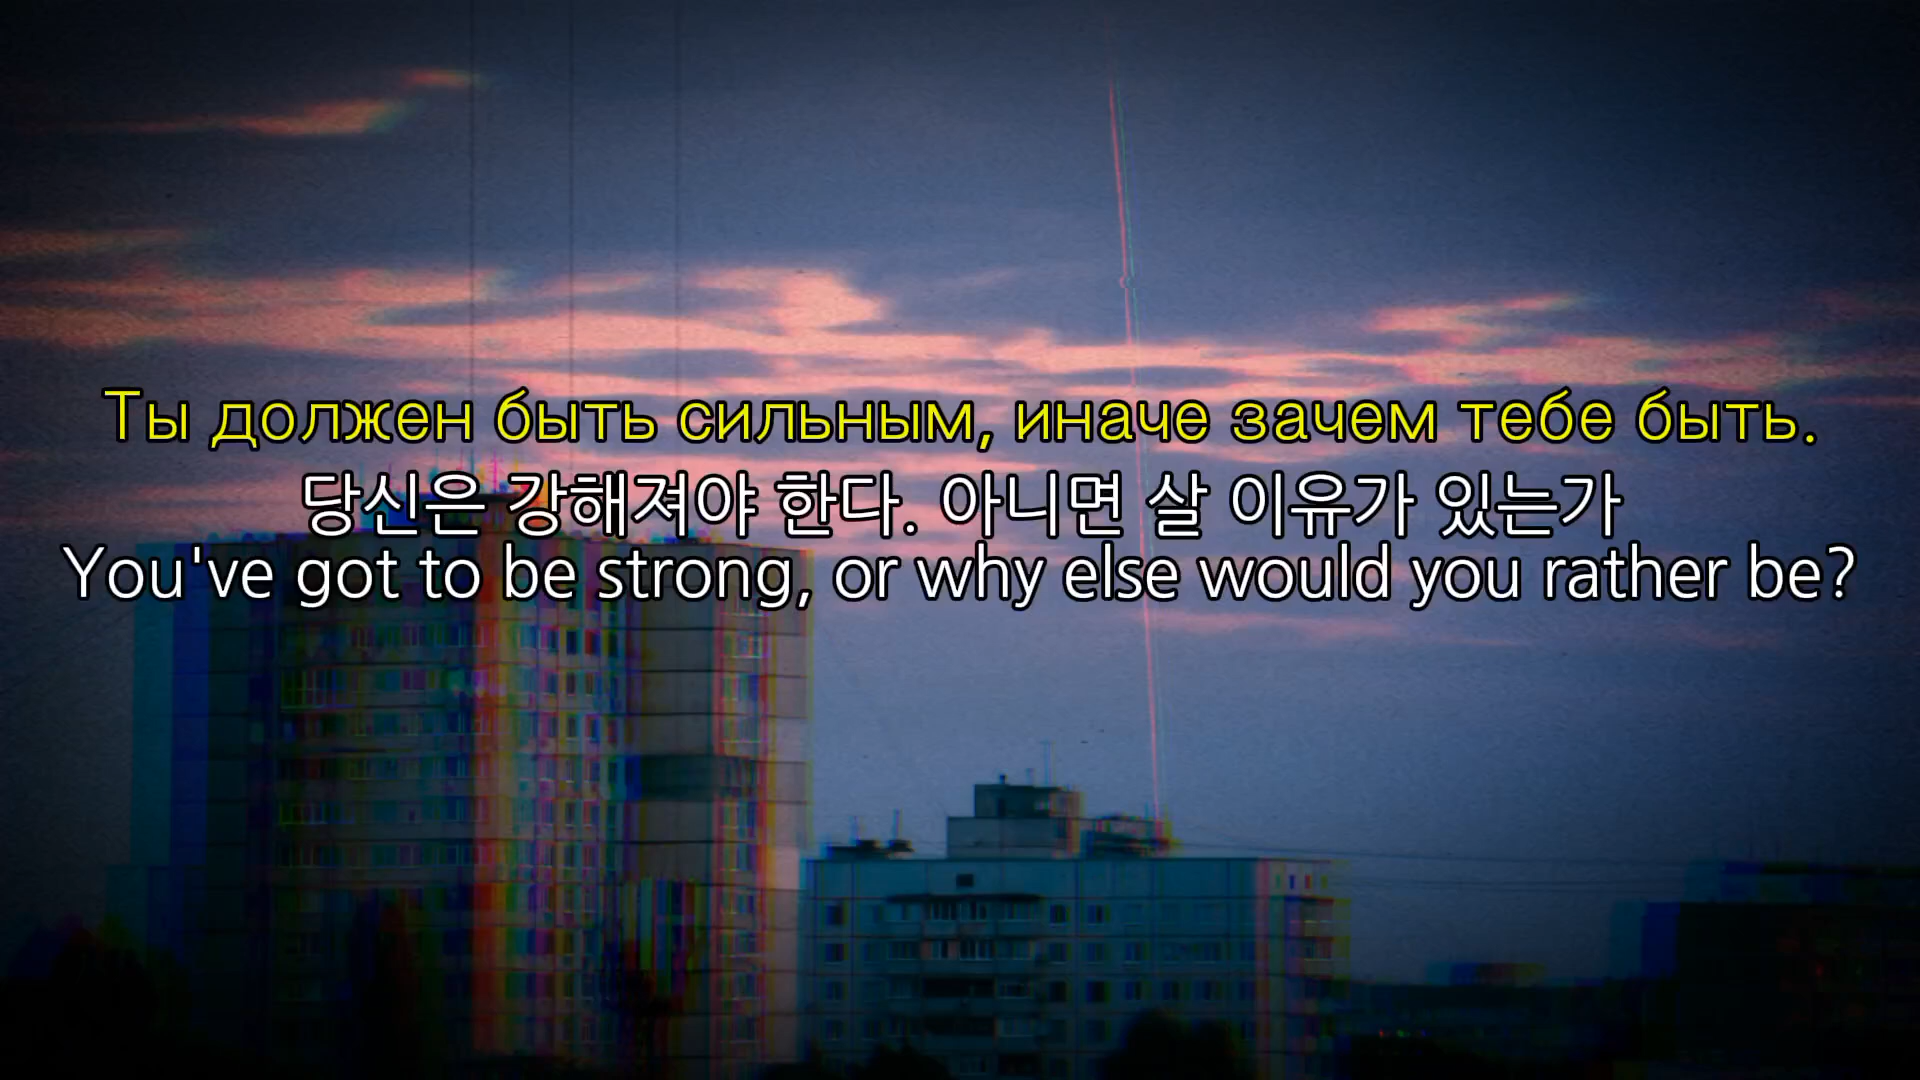 Ты должен быть сильным, иначе зачем тебе быть.
당신은 강해져야 한다. 아니면 살 이유가 있는가
You've got to be strong, or why else would you rather be?